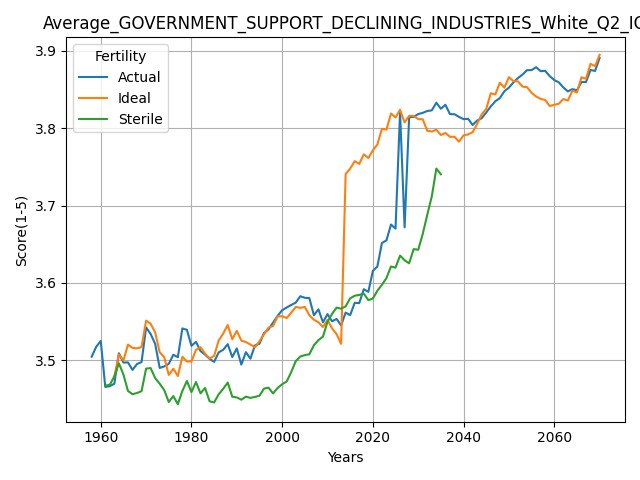 Average_GOVERNMENT_SUPPORT_DECLINING_INDUSTRIES_White_Q2_IC
Fertility
Actual
Ideal
Sterile
Score(1-5)
3.9
3.8
3.7
3.6
3.5
1960 1980 2000 2020 2040 2060
Years